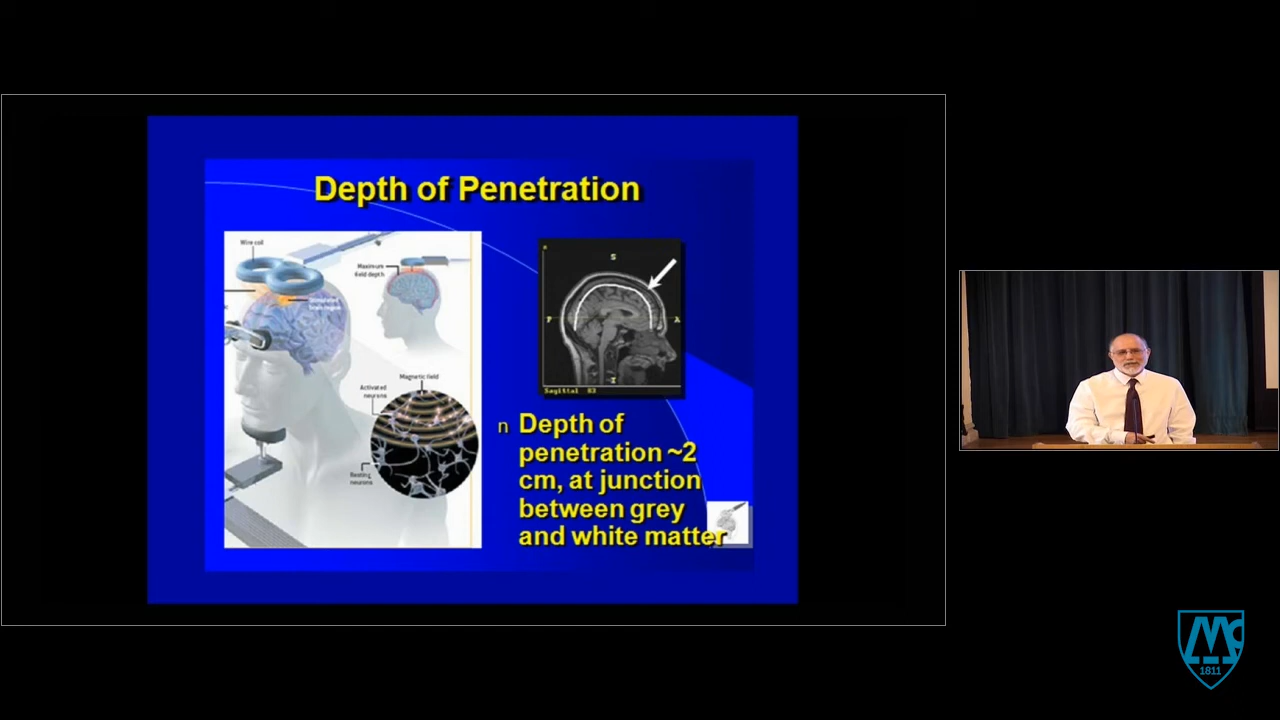 Depth of Penetration
Wire coil
Maximum
field depth
Stimulated
brain region
Magnetic field
Activated
neurons
Resting
neurons
S
P
A
I
Sagittal 83
n Depth of
penetration ~2
cm, at junction
between grey
and white matter
1811